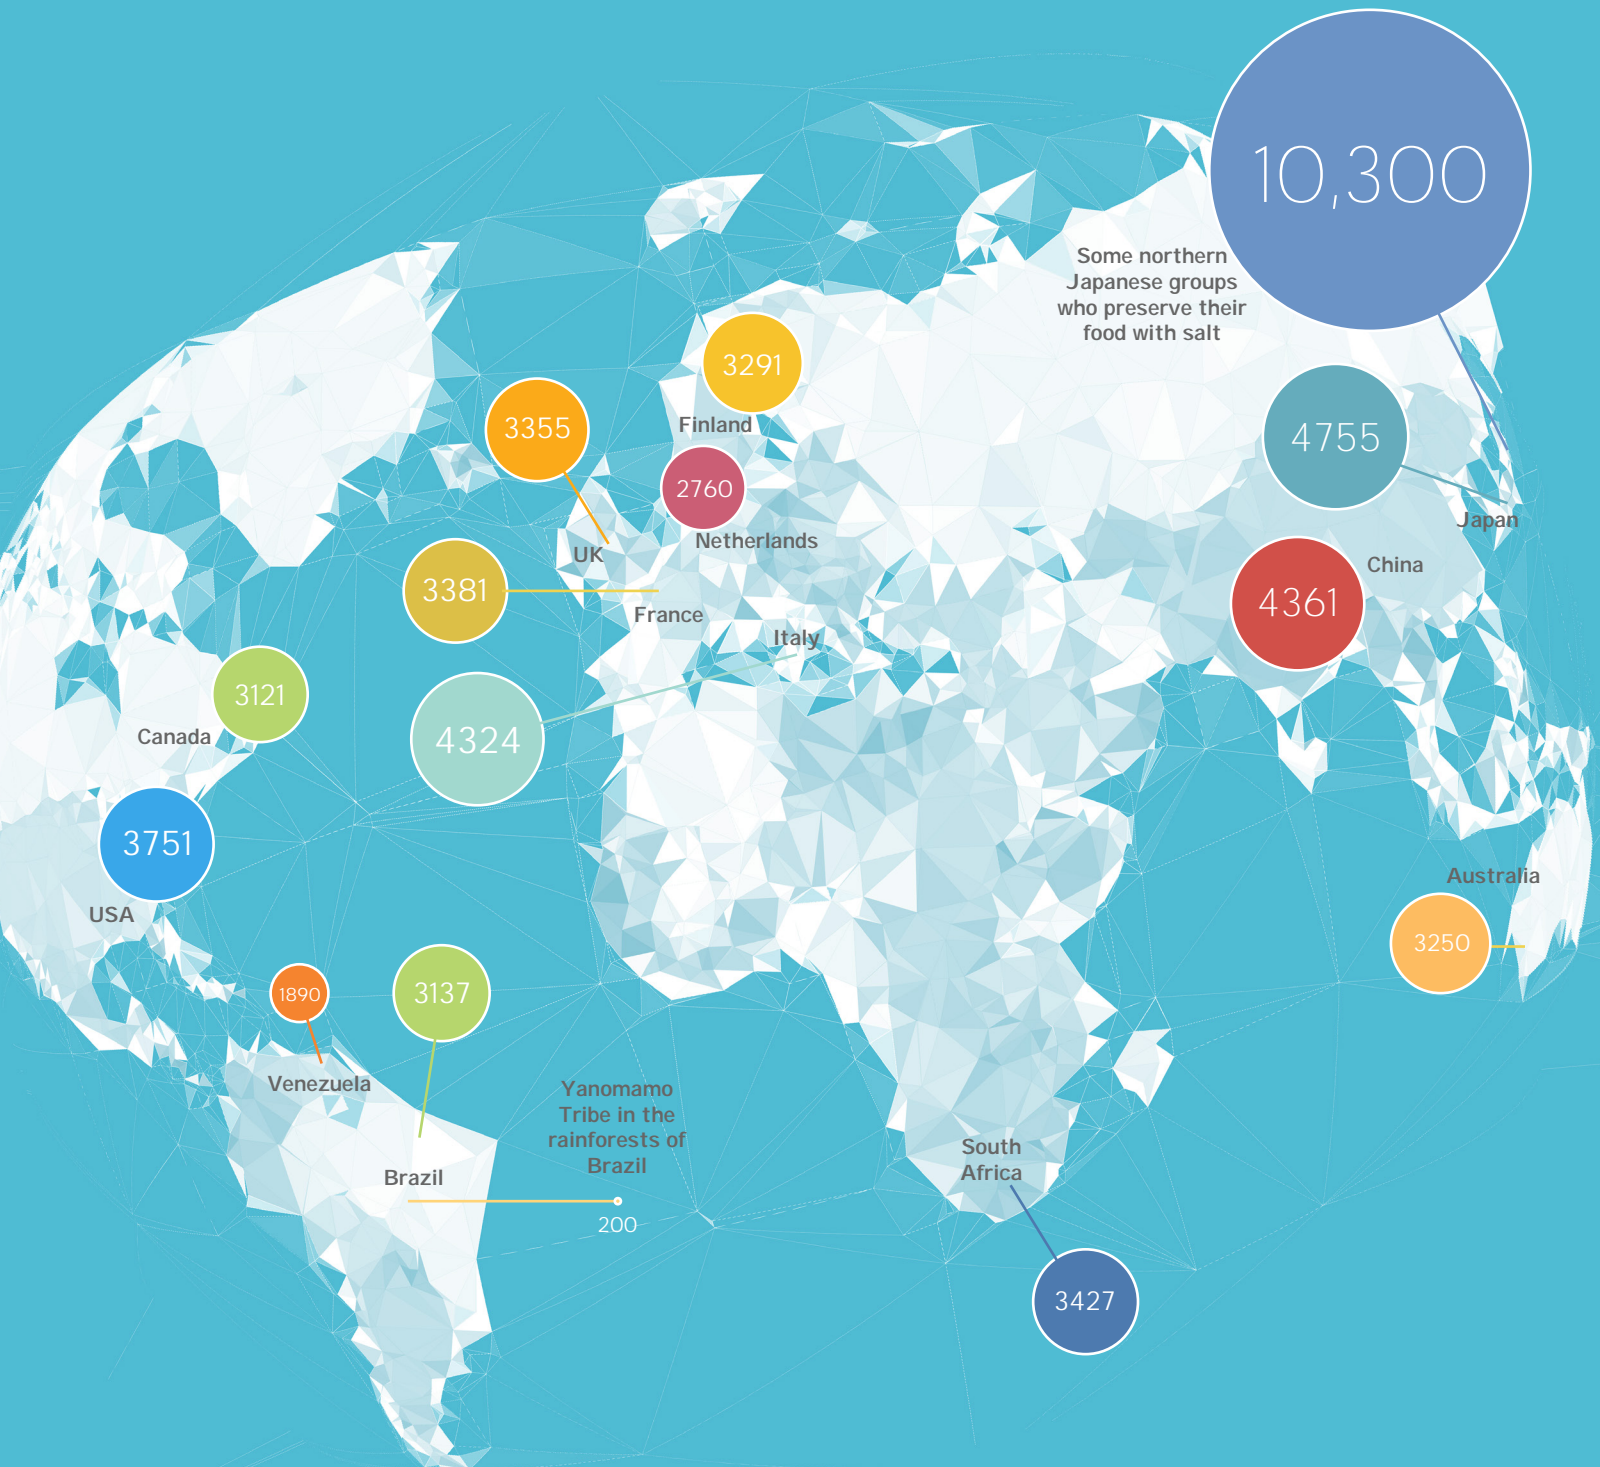 10,300
Some northern
Japanese groups
who preserve their
food with salt
3291
Finland
3355
UK
2760
Netherlands
4755
Japan
China
4361
3381
France
Italy
4324
3121
Canada
3751
USA
Australia
3250
1890
Venezuela
3137
Brazil
Yanomamo
Tribe in the
rainforests of
Brazil
200
South
Africa
3427